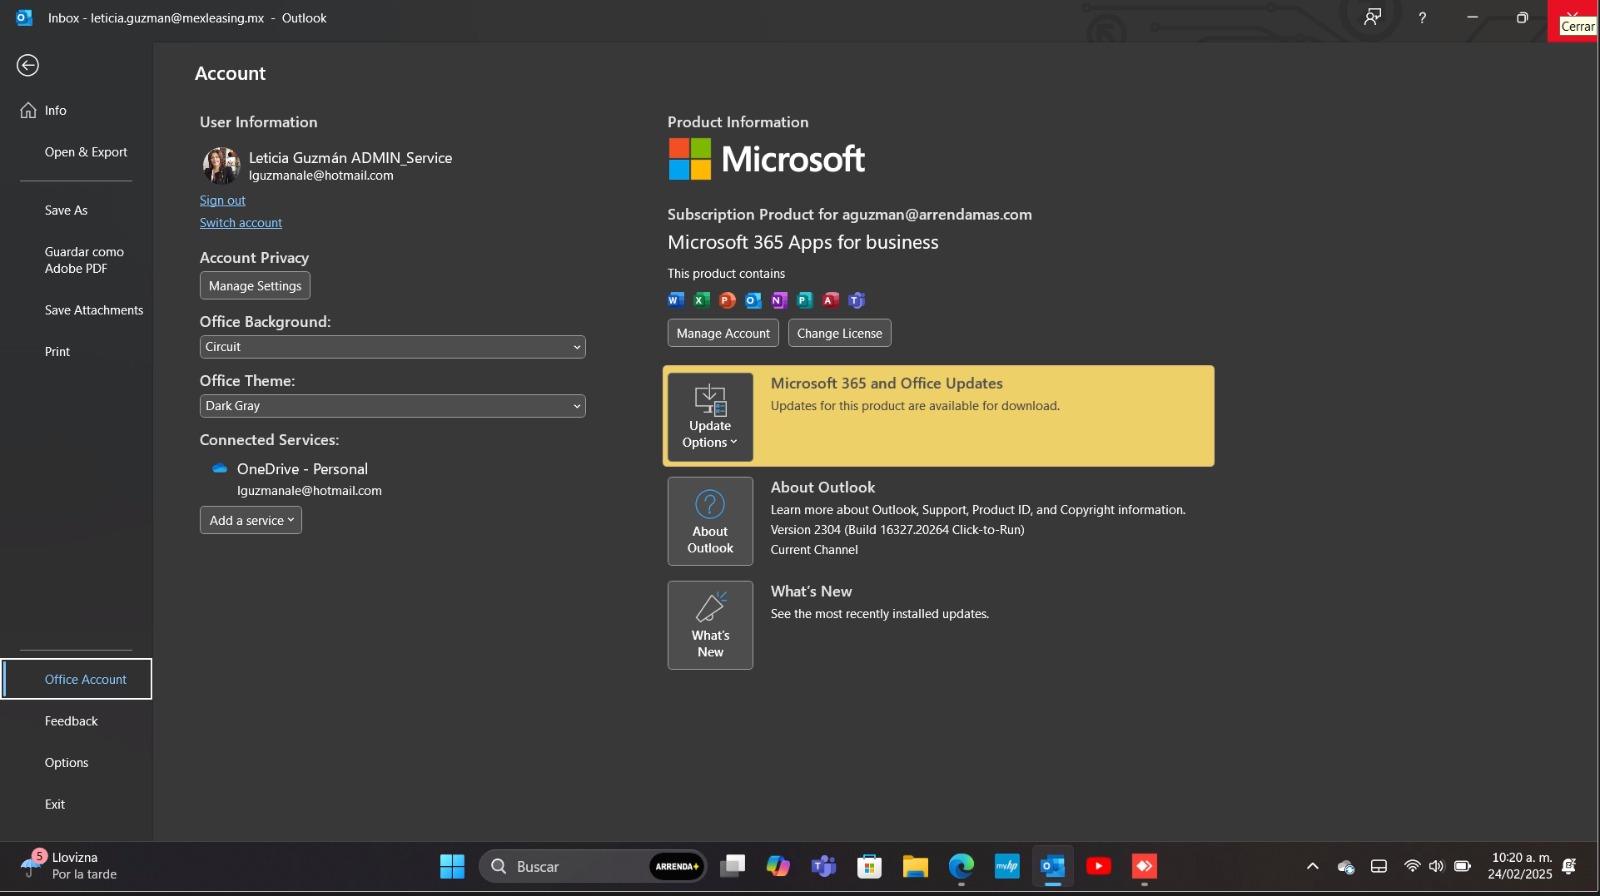 Inbox - leticia.guzman@mexleasing.mx - Outlook
Cerrar
Info
Open & Export
Save As
Guardar como
Adobe PDF
Save Attachments
Print
Office Account
Feedback
Options
Exit
Account
User Information
Leticia Guzmán ADMIN_Service
lguzmanale@hotmail.com
Sign out
Switch account
Account Privacy
Manage Settings
Office Background:
Circuit
Office Theme:
Dark Gray
Connected Services:
OneDrive - Personal
lguzmanale@hotmail.com
Add a service
Product Information
Microsoft
Subscription Product for aguzman@arrendamas.com
Microsoft 365 Apps for business
This product contains
Manage Account
Change License
Update
Options
Microsoft 365 and Office Updates
Updates for this product are available for download.
About
Outlook
About Outlook
Learn more about Outlook, Support, Product ID, and Copyright information.
Version 2304 (Build 16327.20264 Click-to-Run)
Current Channel
What's
New
What's New
See the most recently installed updates.
5
Llovizna
Por la tarde
Buscar
ARRENDA+
myhp
10:20 a. m.
24/02/2025